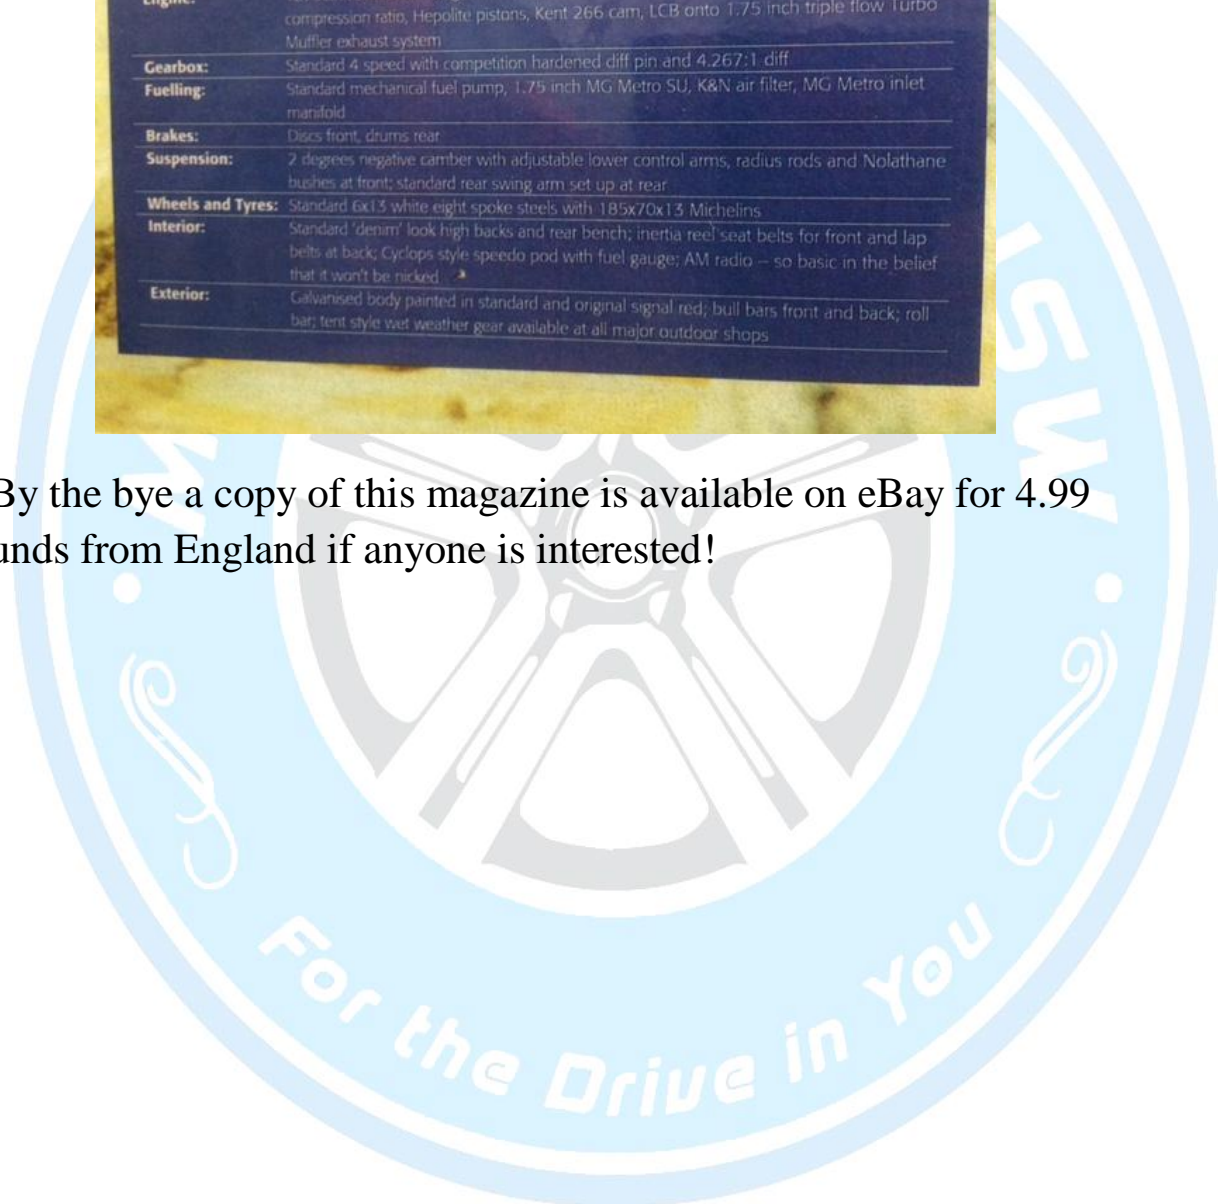 Engine:
compression ratio, Hepolite pistons, Kent 266 cam, LCB onto 1.75 inch triple flow Turbo
Muffler exhaust system
Gearbox: Standard 4 speed with competition hardened diff pin and 4.267:1 diff
Fuelling: Standard mechanical fuel pump, 1.75 inch MG Metro SU, K&N air filter, MG Metro inlet
manifold
Brakes: Discs front, drums rear
Suspension: 2 degrees negative camber with adjustable lower control arms, radius rods and Nolathane
bushes at front; standard rear swing arm set up at rear
Wheels and Tyres: Standard 6x13 white eight spoke steels with 185x70x13 Michelins
Interior: Standard 'denim' look high backs and rear bench; inertia reel seat belts for front and lap
belts at back; Cyclops style speedo pod with fuel gauge; AM radio – so basic in the belief
that it won't be nicked
Exterior: Galvanised body painted in standard and original signal red; bull bars front and back; roll
bar; tent style wet weather gear available at all major outdoor shops
By the bye a copy of this magazine is available on eBay for 4.99
unds from England if anyone is interested!
ISW
For the Drive in You